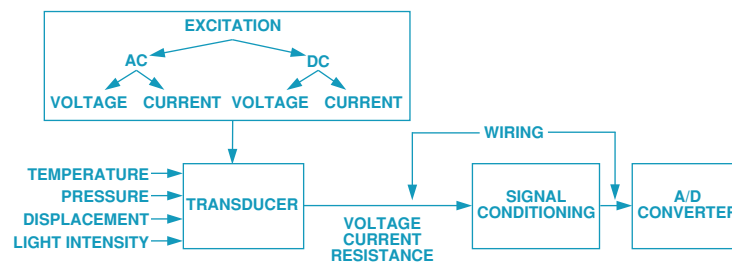 EXCITATION
AC DC
VOLTAGE CURRENT VOLTAGE CURRENT
WIRING
TEMPERATURE
PRESSURE
DISPLACEMENT
LIGHT INTENSITY
TRANSDUCER
VOLTAGE
CURRENT
RESISTANCE
SIGNAL
CONDITIONING
A/D
CONVERTER